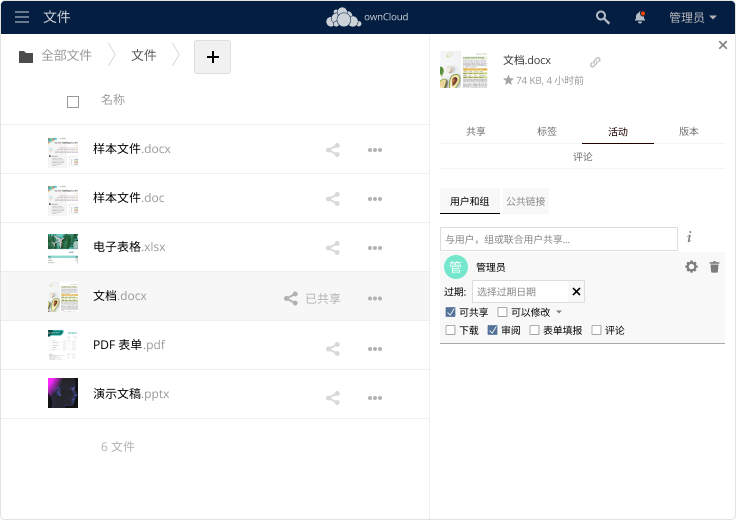 文件
ownCloud
管理员
全部文件
文件
+
名称
样本文件.docx
样本文件.doc
电子表格.xlsx
文档.docx
已共享
PDF 表单.pdf
演示文稿.pptx
6 文件
文档.docx
74 KB, 4 小时前
共享
标签
活动
版本
评论
用户和组
公共链接
与用户，组或联合用户共享...
i
管
管理员
过期:
选择过期日期
可共享
可以修改
下载
审阅
表单填报
评论